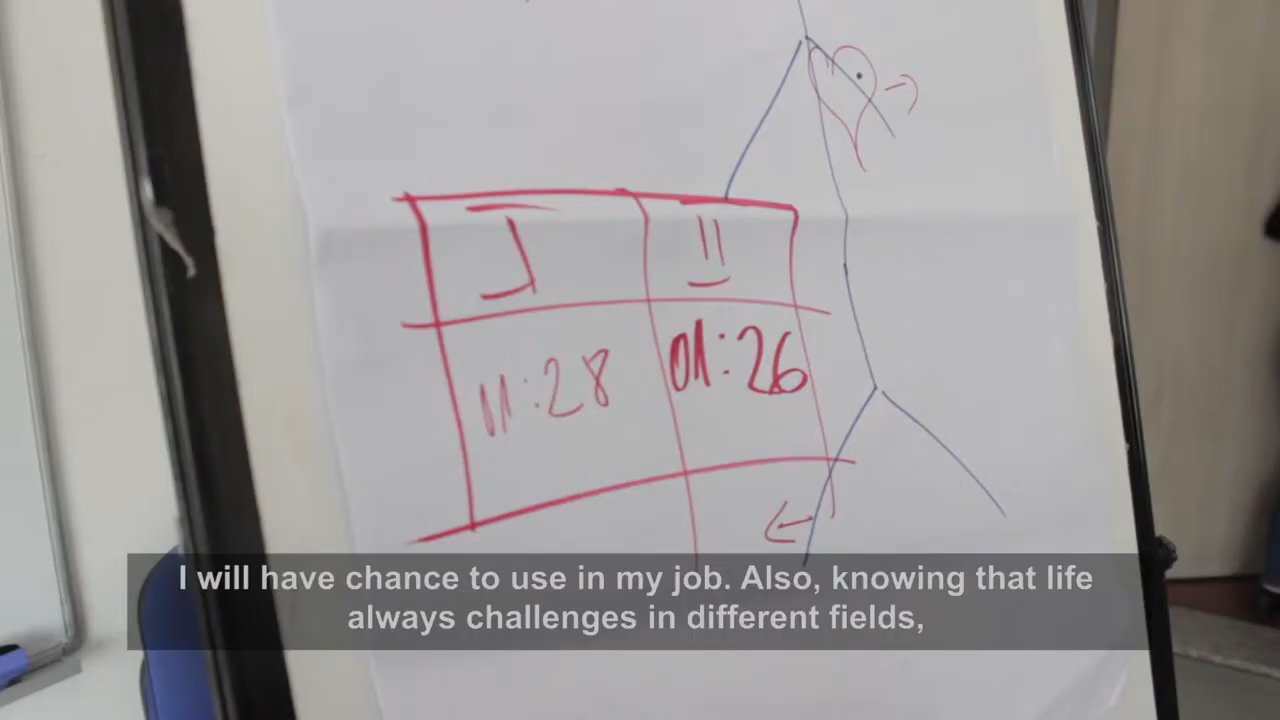 11:28 01:26
I will have chance to use in my job. Also, knowing that life
always challenges in different fields,